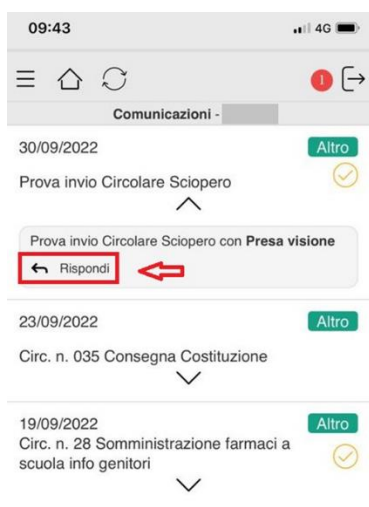 09:43 4G
1
Comunicazioni -
30/09/2022 Altro
Prova invio Circolare Sciopero
Prova invio Circolare Sciopero con Presa visione
Rispondi
23/09/2022 Altro
Circ. n. 035 Consegna Costituzione
19/09/2022 Altro
Circ. n. 28 Somministrazione farmaci a
scuola info genitori